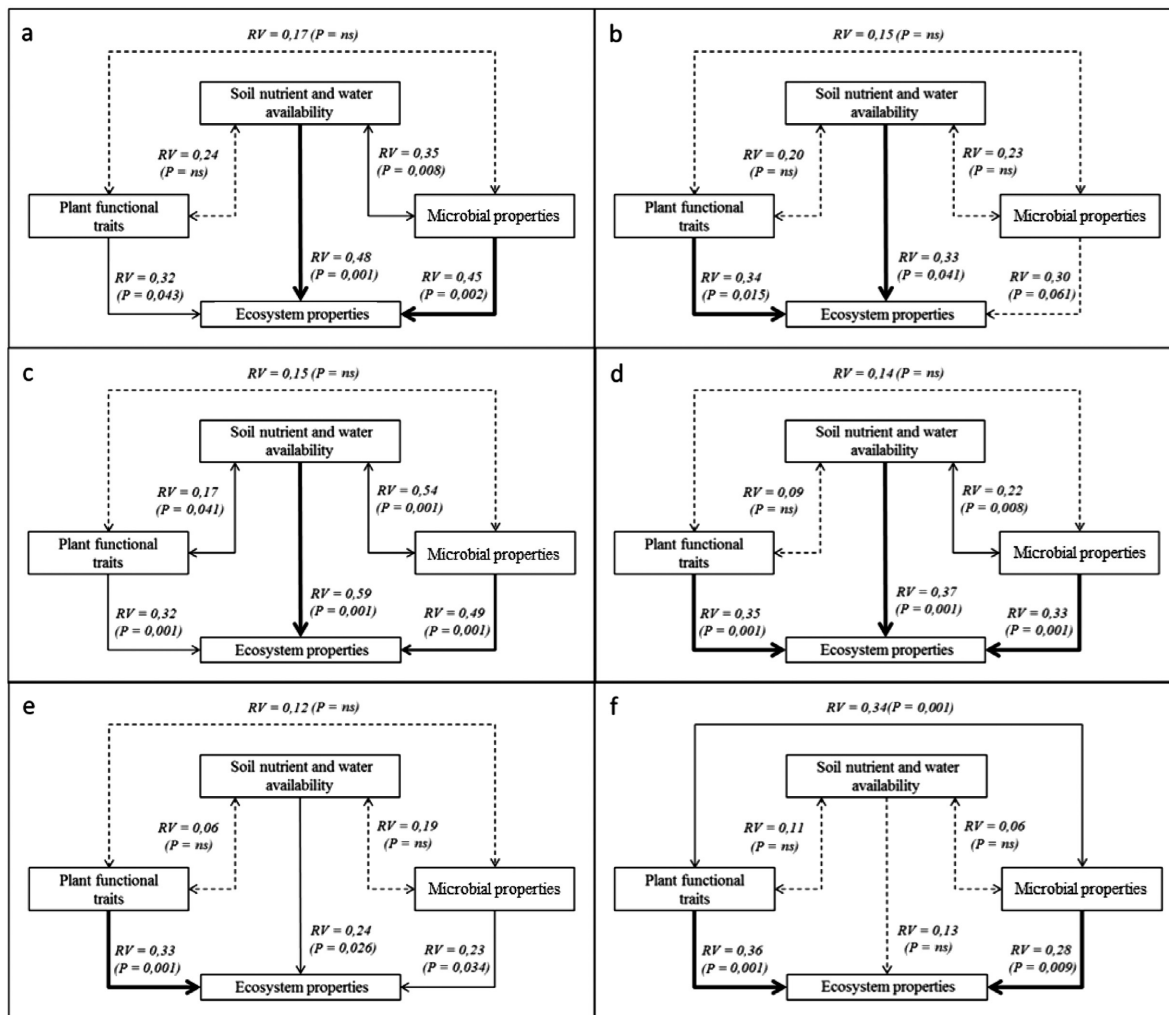 a
RV = 0,17 (P = ns)
Soil nutrient and water
availability
RV = 0,24
(P = ns)
RV = 0,35
(P = 0,008)
Plant functional
traits
Microbial properties
RV = 0,32
(P = 0,043)
RV = 0,48
(P = 0,001)
RV = 0,45
(P = 0,002)
Ecosystem properties
b
RV = 0,15 (P = ns)
Soil nutrient and water
availability
RV = 0,20
(P = ns)
RV = 0,23
(P = ns)
Plant functional
traits
Microbial properties
RV = 0,34
(P = 0,015)
RV = 0,33
(P = 0,041)
RV = 0,30
(P = 0,061)
Ecosystem properties
c
RV = 0,15 (P = ns)
Soil nutrient and water
availability
RV = 0,17
(P = 0,041)
RV = 0,54
(P = 0,001)
Plant functional
traits
Microbial properties
RV = 0,32
(P = 0,001)
RV = 0,59
(P = 0,001)
RV = 0,49
(P = 0,001)
Ecosystem properties
d
RV = 0,14 (P = ns)
Soil nutrient and water
availability
RV = 0,09
(P = ns)
RV = 0,22
(P = 0,008)
Plant functional
traits
Microbial properties
RV = 0,35
(P = 0,001)
RV = 0,37
(P = 0,001)
RV = 0,33
(P = 0,001)
Ecosystem properties
e
RV = 0,12 (P = ns)
Soil nutrient and water
availability
RV = 0,06
(P = ns)
RV = 0,19
(P = ns)
Plant functional
traits
Microbial properties
RV = 0,33
(P = 0,001)
RV = 0,24
(P = 0,026)
RV = 0,23
(P = 0,034)
Ecosystem properties
f
RV = 0,34(P = 0,001)
Soil nutrient and water
availability
RV = 0,11
(P = ns)
RV = 0,06
(P = ns)
Plant functional
traits
Microbial properties
RV = 0,36
(P = 0,001)
RV = 0,13
(P = ns)
RV = 0,28
(P = 0,009)
Ecosystem properties